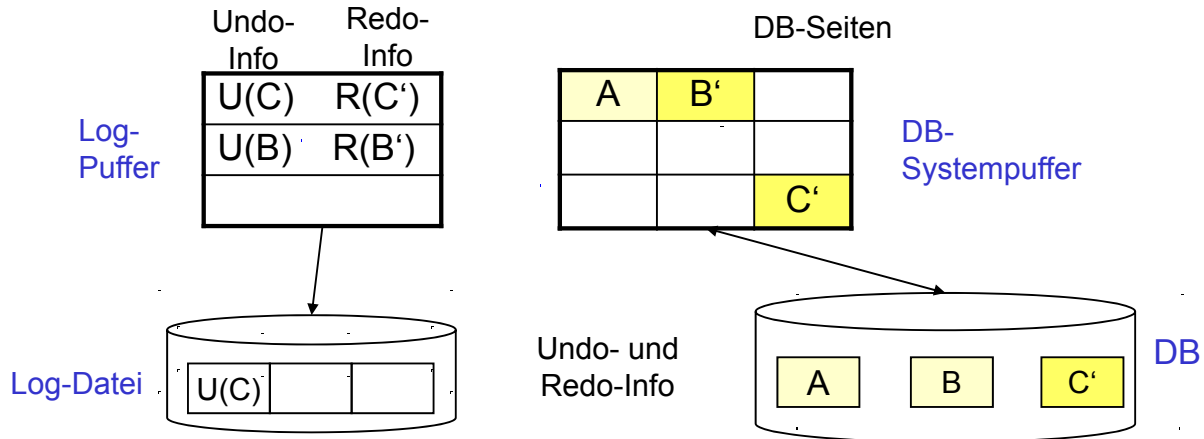 Undo-
Info
Redo-
Info
DB-Seiten
Log-
Puffer
U(C) R(C‘)
U(B) R(B‘)
A B‘
C‘
DB-
Systempuffer
Log-Datei
U(C)
Undo- und
Redo-Info
A B C‘
DB